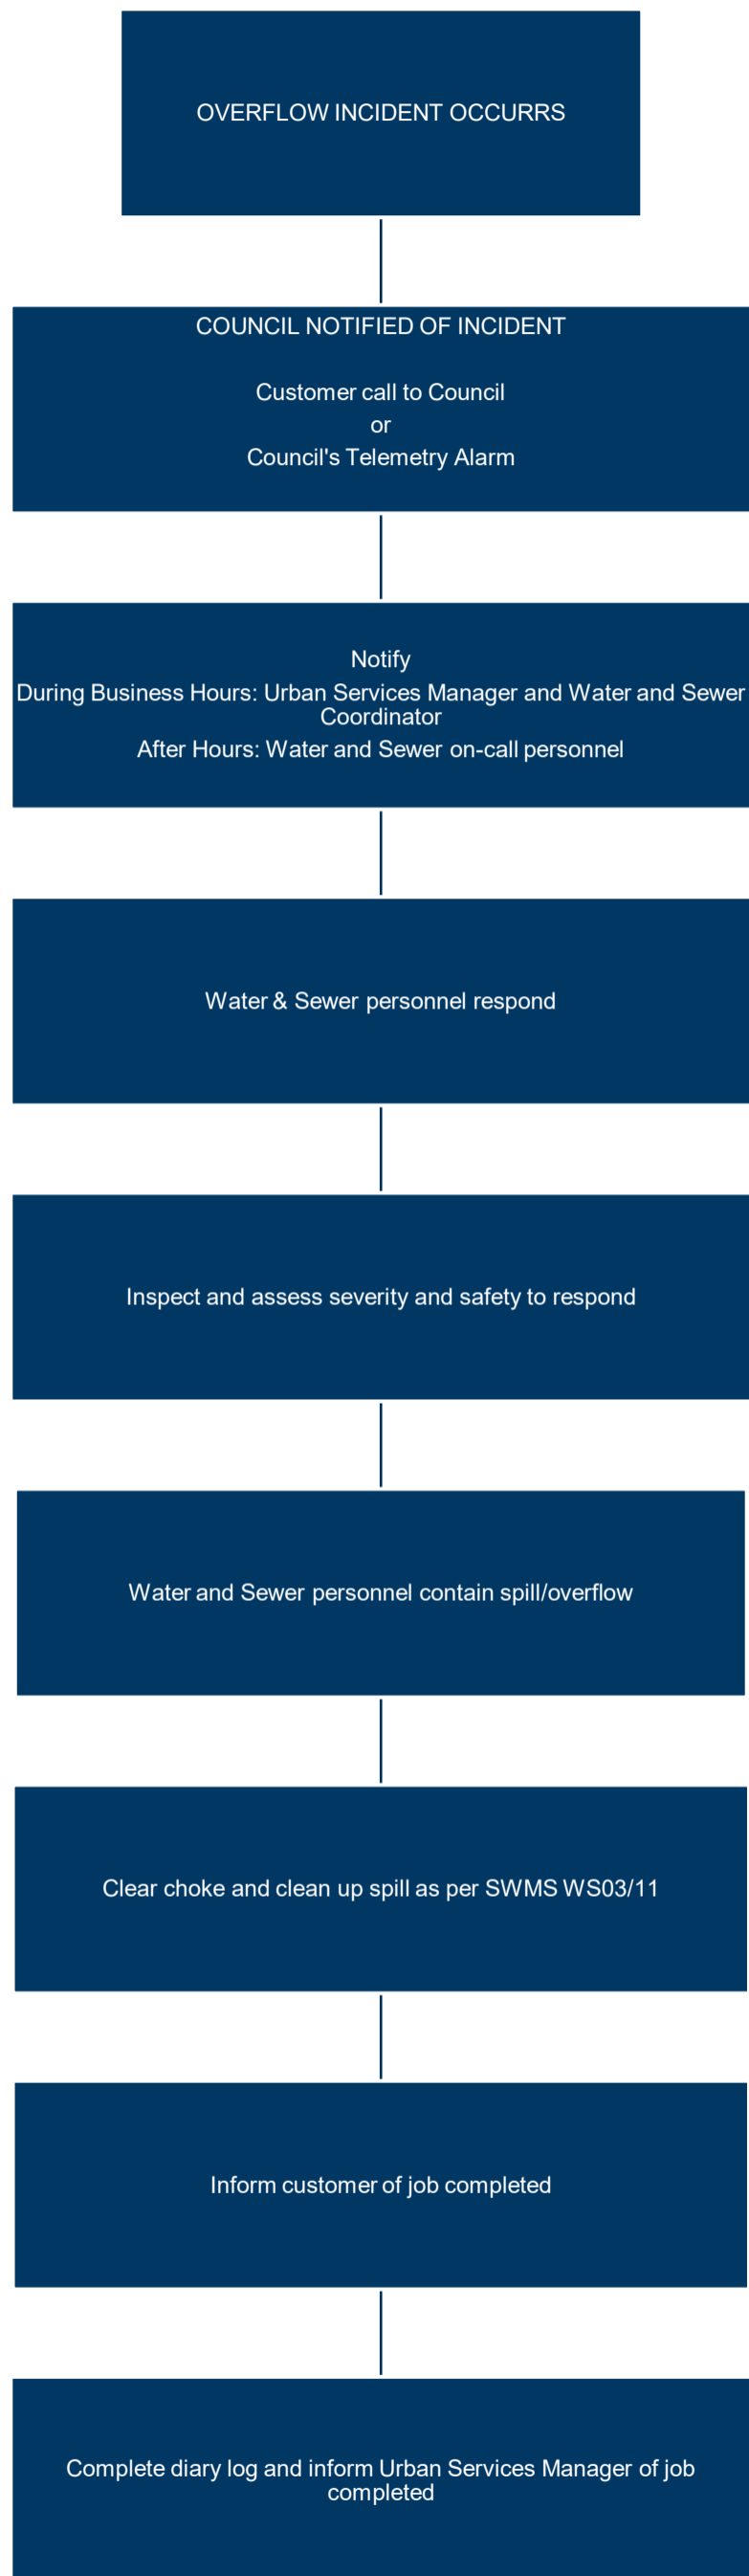 OVERFLOW INCIDENT OCCURRS
COUNCIL NOTIFIED OF INCIDENT
Customer call to Council
or
Council's Telemetry Alarm
Notify
During Business Hours: Urban Services Manager and Water and Sewer
Coordinator
After Hours: Water and Sewer on-call personnel
Water & Sewer personnel respond
Inspect and assess severity and safety to respond
Water and Sewer personnel contain spill/overflow
Clear choke and clean up spill as per SWMS WS03/11
Inform customer of job completed
Complete diary log and inform Urban Services Manager of job
completed